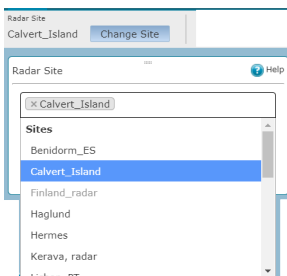 Radar Site
Calvert_Island Change Site
Radar Site
? Help
× Calvert_Island
Sites
Benidorm_ES
Calvert_Island
Finland_radar
Haglund
Hermes
Kerava, radar